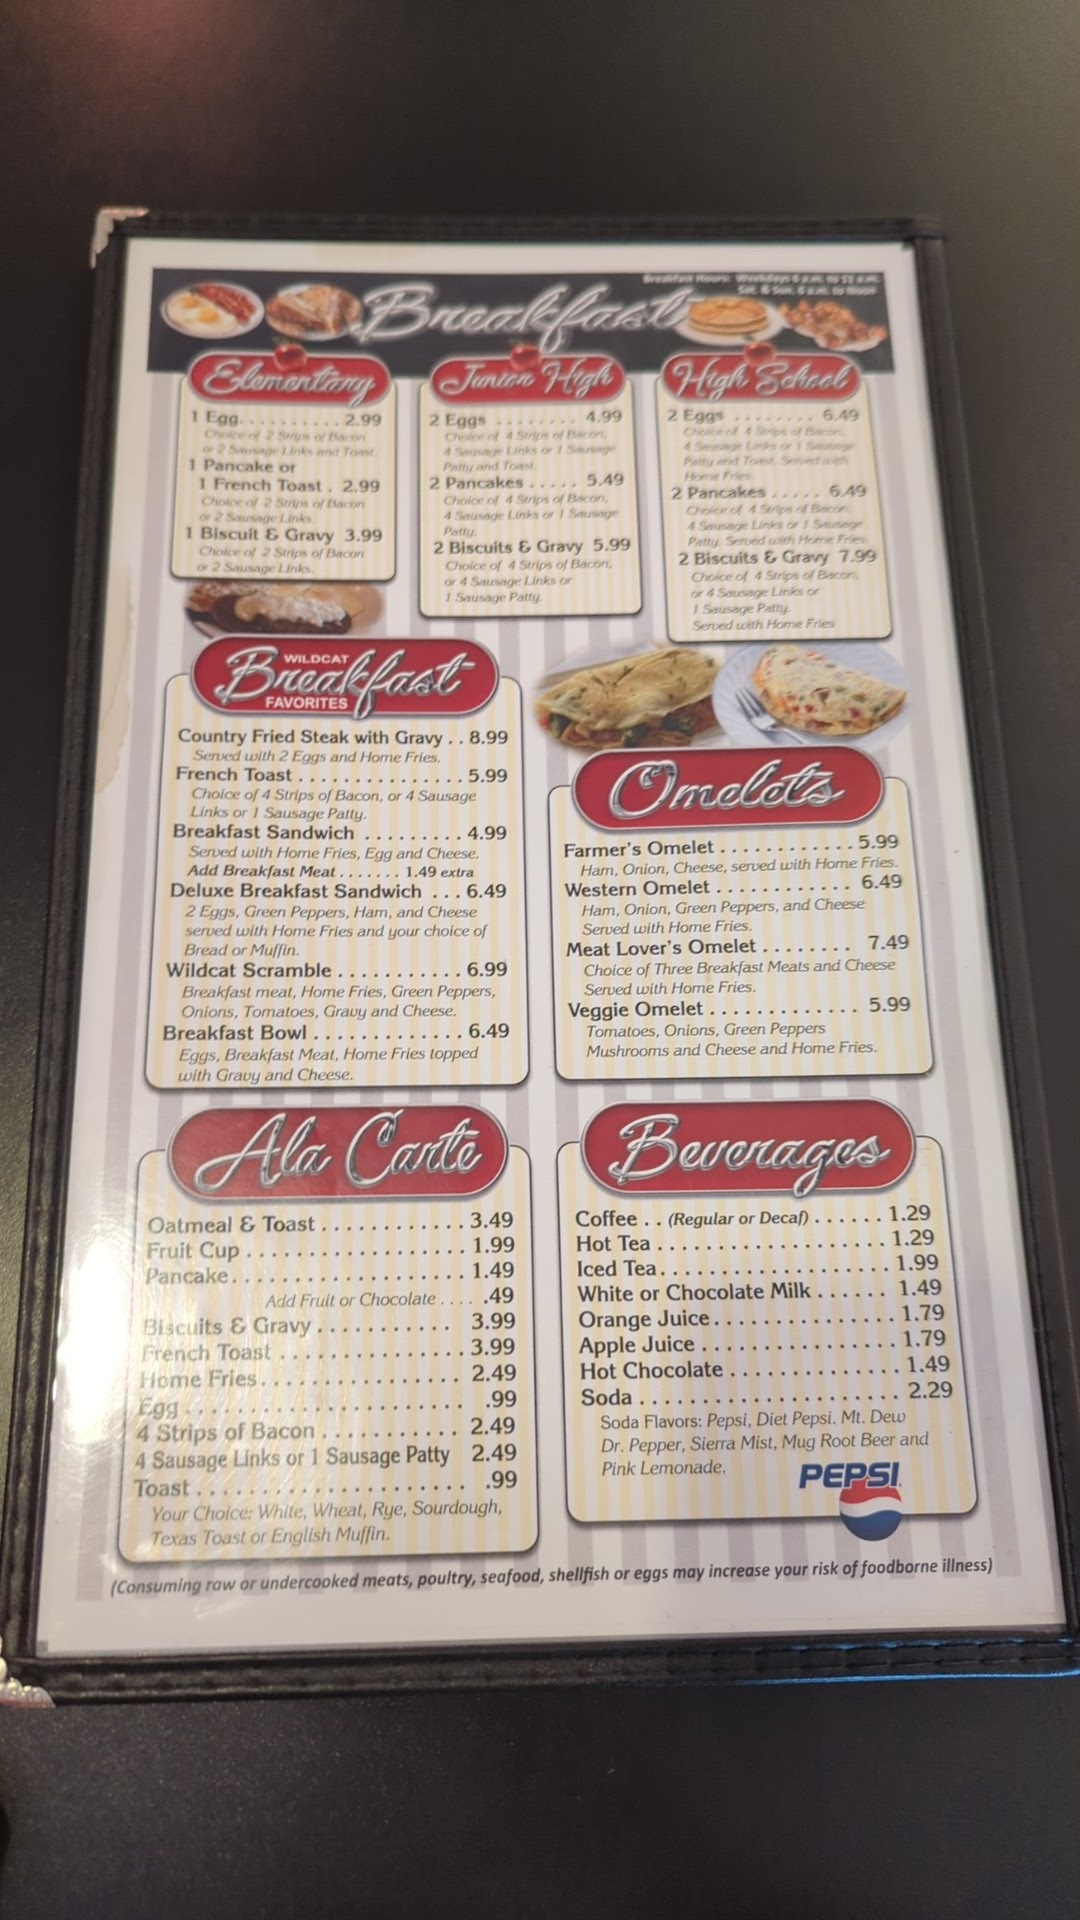 Breakfast Hours: Weekdays 6 a.m. to 11 a.m.
Sat. & Sun. 6 a.m. to Noon
Breakfast
Elementary
1 Egg. . . . . . . . . . . 2.99
Choice of 2 Strips of Bacon
or 2 Sausage Links and Toast.
1 Pancake or
1 French Toast . 2.99
Choice of 2 Strips of Bacon
or 2 Sausage Links.
1 Biscuit & Gravy 3.99
Choice of 2 Strips of Bacon
or 2 Sausage Links.
Junior High
2 Eggs . . . . . . . . 4.99
Choice of 4 Strips of Bacon,
4 Sausage Links or 1 Sausage
Patty and Toast.
2 Pancakes . . . . . 5.49
Choice of 4 Strips of Bacon,
4 Sausage Links or 1 Sausage
Patty.
2 Biscuits & Gravy 5.99
Choice of 4 Strips of Bacon,
or 4 Sausage Links or
1 Sausage Patty.
High School
2 Eggs . . . . . . . . 6.49
Choice of 4 Strips of Bacon,
4 Sausage Links or 1 Sausage
Patty and Toast. Served with
Home Fries
2 Pancakes . . . . . 6.49
Choice of 4 Strips of Bacon,
4 Sausage Links or 1 Sausage
Patty. Served with Home Fries.
2 Biscuits & Gravy 7.99
Choice of 4 Strips of Bacon,
or 4 Sausage Links or
1 Sausage Patty.
Served with Home Fries
WILDCAT
Breakfast
FAVORITES
Country Fried Steak with Gravy . . 8.99
Served with 2 Eggs and Home Fries.
French Toast . . . . . . . . . . . . . . . 5.99
Choice of 4 Strips of Bacon, or 4 Sausage
Links or 1 Sausage Patty.
Breakfast Sandwich . . . . . . . . . 4.99
Served with Home Fries, Egg and Cheese.
Add Breakfast Meat . . . . . . . 1.49 extra
Deluxe Breakfast Sandwich . . . 6.49
2 Eggs, Green Peppers, Ham, and Cheese
served with Home Fries and your choice of
Bread or Muffin.
Wildcat Scramble . . . . . . . . . . . 6.99
Breakfast meat, Home Fries, Green Peppers,
Onions, Tomatoes, Gravy and Cheese.
Breakfast Bowl . . . . . . . . . . . . . 6.49
Eggs, Breakfast Meat, Home Fries topped
with Gravy and Cheese.
Omelets
Farmer's Omelet . . . . . . . . . . . . 5.99
Ham, Onion, Cheese, served with Home Fries.
Western Omelet . . . . . . . . . . . . 6.49
Ham, Onion, Green Peppers, and Cheese
Served with Home Fries.
Meat Lover's Omelet . . . . . . . . 7.49
Choice of Three Breakfast Meats and Cheese
Served with Home Fries.
Veggie Omelet . . . . . . . . . . . . . 5.99
Tomatoes, Onions, Green Peppers
Mushrooms and Cheese and Home Fries.
Ala Carte
Oatmeal & Toast . . . . . . . . . . . . 3.49
Fruit Cup . . . . . . . . . . . . . . . . . . 1.99
Pancake. . . . . . . . . . . . . . . . . . . 1.49
Add Fruit or Chocolate . . . . .49
Biscuits & Gravy . . . . . . . . . . . 3.99
French Toast . . . . . . . . . . . . . . . 3.99
Home Fries. . . . . . . . . . . . . . . . 2.49
Egg . . . . . . . . . . . . . . . . . . . . . . .99
4 Strips of Bacon . . . . . . . . . . . 2.49
4 Sausage Links or 1 Sausage Patty 2.49
Toast . . . . . . . . . . . . . . . . . . . . . .99
Your Choice: White, Wheat, Rye, Sourdough,
Texas Toast or English Muffin.
Beverages
Coffee . . (Regular or Decaf) . . . . . . 1.29
Hot Tea . . . . . . . . . . . . . . . . . . . 1.29
Iced Tea. . . . . . . . . . . . . . . . . . . 1.99
White or Chocolate Milk . . . . . . 1.49
Orange Juice. . . . . . . . . . . . . . . 1.79
Apple Juice . . . . . . . . . . . . . . . . 1.79
Hot Chocolate . . . . . . . . . . . . . . 1.49
Soda . . . . . . . . . . . . . . . . . . . . . 2.29
Soda Flavors: Pepsi, Diet Pepsi. Mt. Dew
Dr. Pepper, Sierra Mist, Mug Root Beer and
Pink Lemonade.
PEPSI
(Consuming raw or undercooked meats, poultry, seafood, shellfish or eggs may increase your risk of foodborne illness)